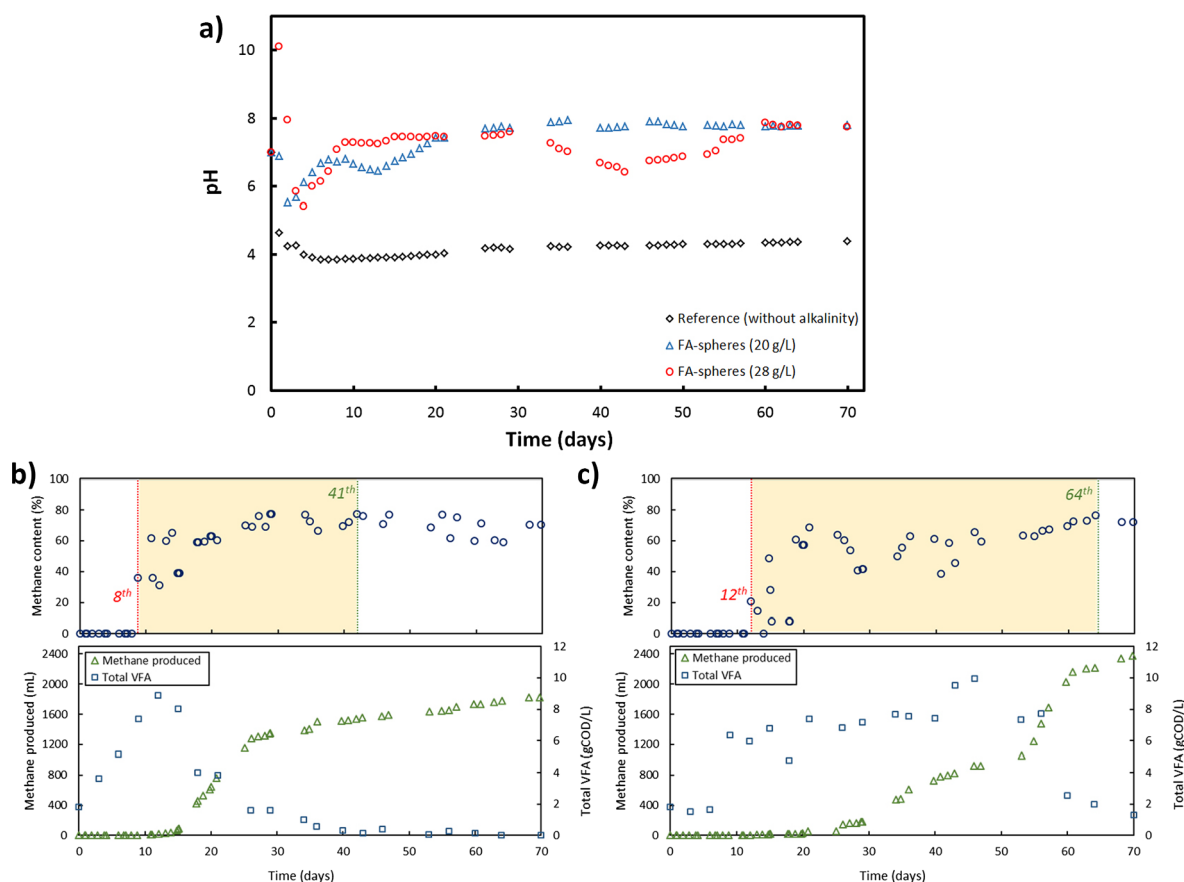 a)
10
8
6
4
2
0
pH
Reference (without alkalinity)
FA-spheres (20 g/L)
FA-spheres (28 g/L)
0 10 20 30 40 50 60 70
Time (days)
b)
100
80
60
40
20
0
Methane content (%)
8th
41th
2400
2000
1600
1200
800
400
0
Methane produced (mL)
Methane produced
Total VFA
12
10
8
6
4
2
0
Total VFA (gCOD/L)
0 10 20 30 40 50 60 70
Time (days)
c)
100
80
60
40
20
0
Methane content (%)
12th
64th
2400
2000
1600
1200
800
400
0
Methane produced (mL)
Methane produced
Total VFA
12
10
8
6
4
2
0
Total VFA (gCOD/L)
0 10 20 30 40 50 60 70
Time (days)